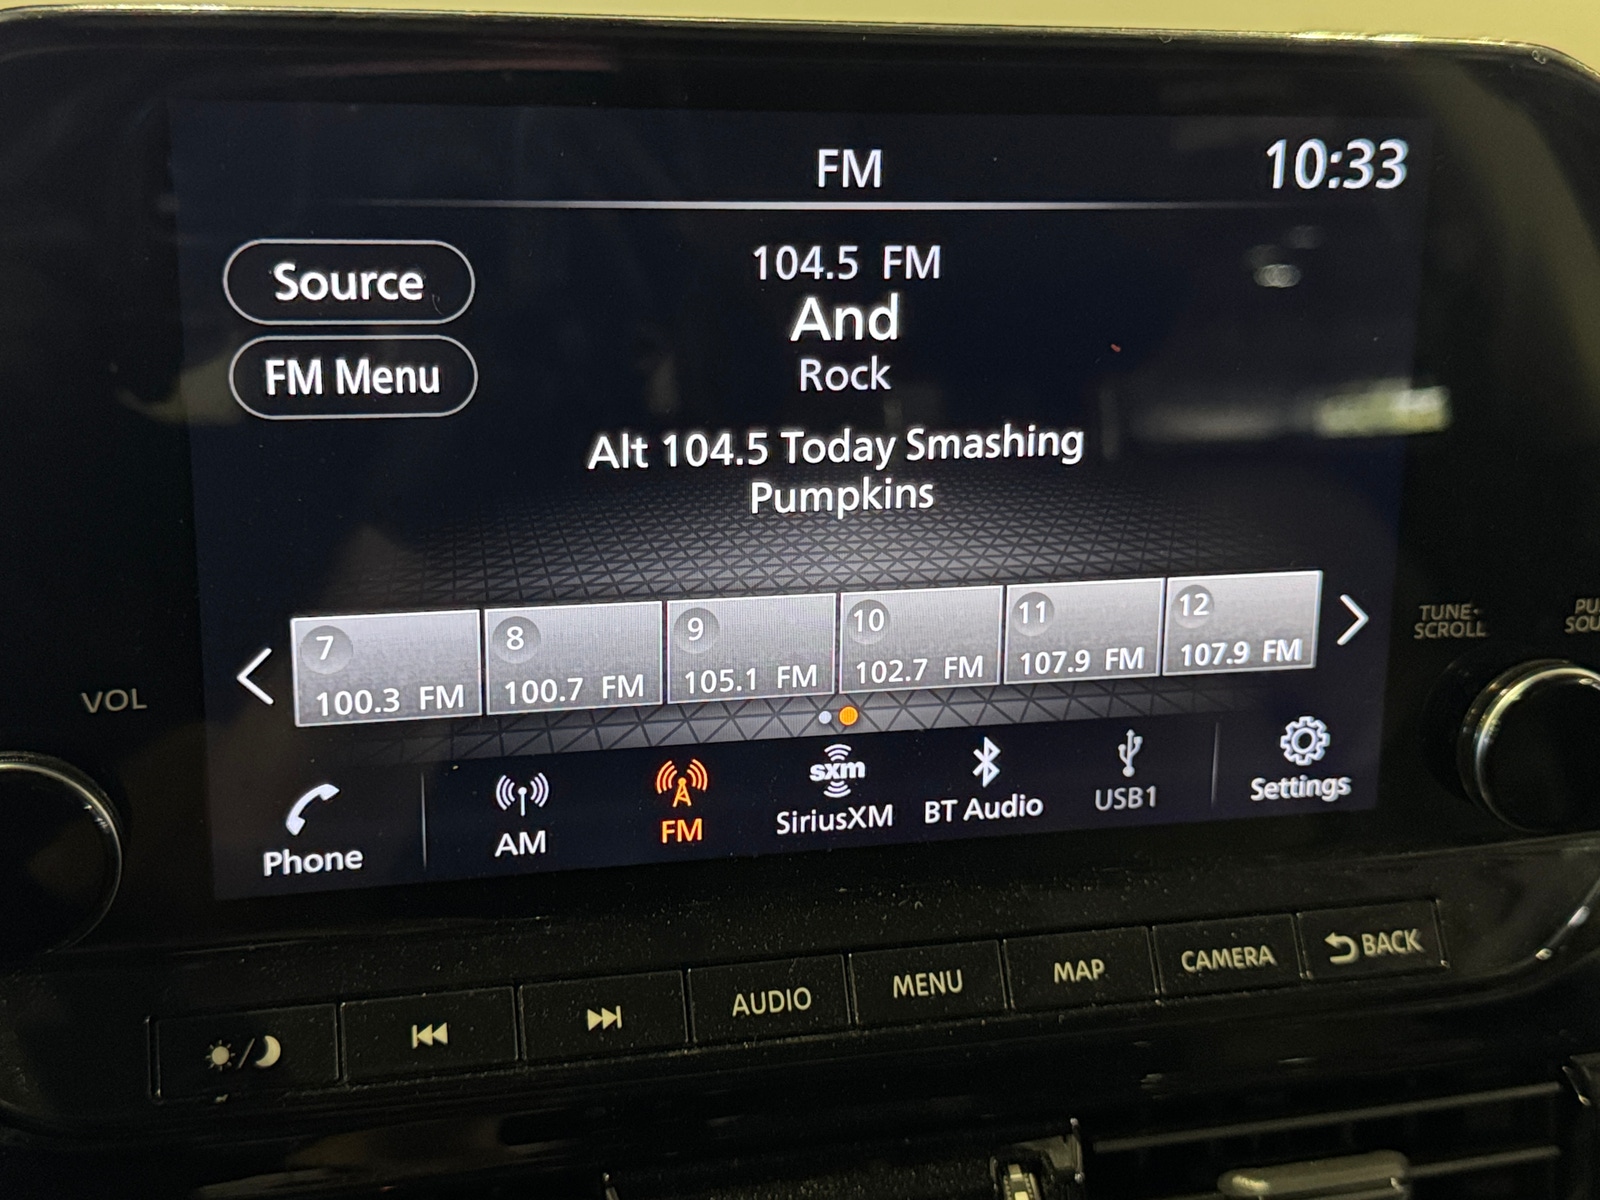 FM
10:33
Source
104.5 FM
And
FM Menu
Rock
Alt 104.5 Today Smashing
Pumpkins
7
100.3 FM
8
100.7 FM
9
105.1 FM
10
102.7 FM
11
107.9 FM
12
107.9 FM
VOL
TUNE·
SCROLL
PU
SOU
Phone
AM
FM
sxm
SiriusXM
BT Audio
USB1
Settings
AUDIO
MENU
MAP
CAMERA
BACK